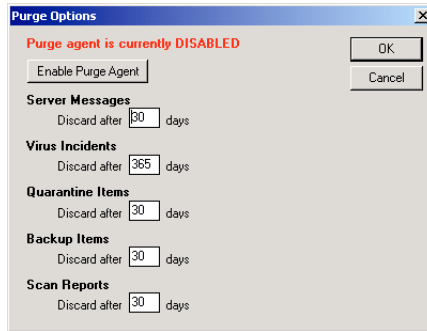 Purge Options
Purge agent is currently DISABLED
OK
Enable Purge Agent
Cancel
Server Messages
Discard after 30 days
Virus Incidents
Discard after 365 days
Quarantine Items
Discard after 30 days
Backup Items
Discard after 30 days
Scan Reports
Discard after 30 days